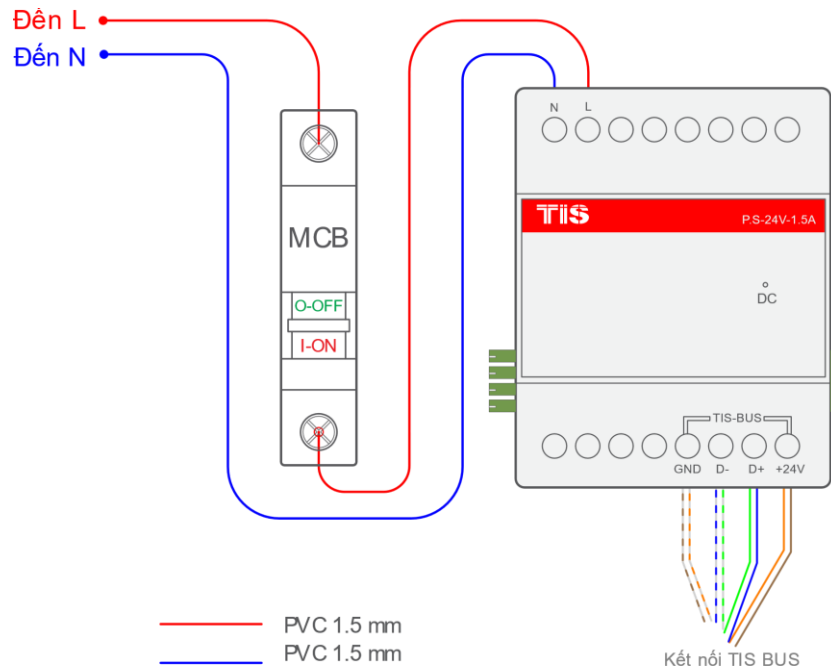 Đến L
Đến N
N L
MCB
O-OFF
I-ON
TIS
P.S-24V-1.5A
DC
TIS-BUS
GND D- D+ +24V
PVC 1.5 mm
PVC 1.5 mm
Kết nối TIS BUS